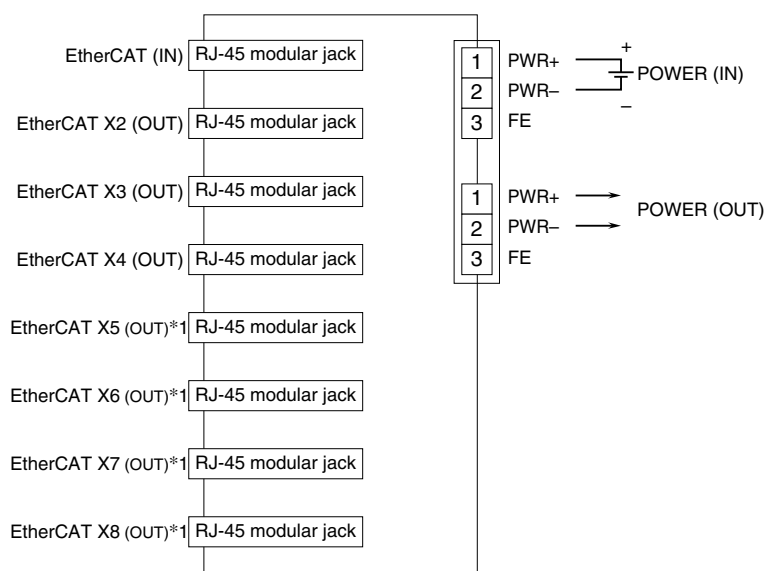 EtherCAT (IN) RJ-45 modular jack
EtherCAT X2 (OUT) RJ-45 modular jack
EtherCAT X3 (OUT) RJ-45 modular jack
EtherCAT X4 (OUT) RJ-45 modular jack
EtherCAT X5 (OUT)*1 RJ-45 modular jack
EtherCAT X6 (OUT)*1 RJ-45 modular jack
EtherCAT X7 (OUT)*1 RJ-45 modular jack
EtherCAT X8 (OUT)*1 RJ-45 modular jack
1 PWR+ +
2 PWR– –
POWER (IN)
3 FE
1 PWR+
2 PWR–
POWER (OUT)
3 FE